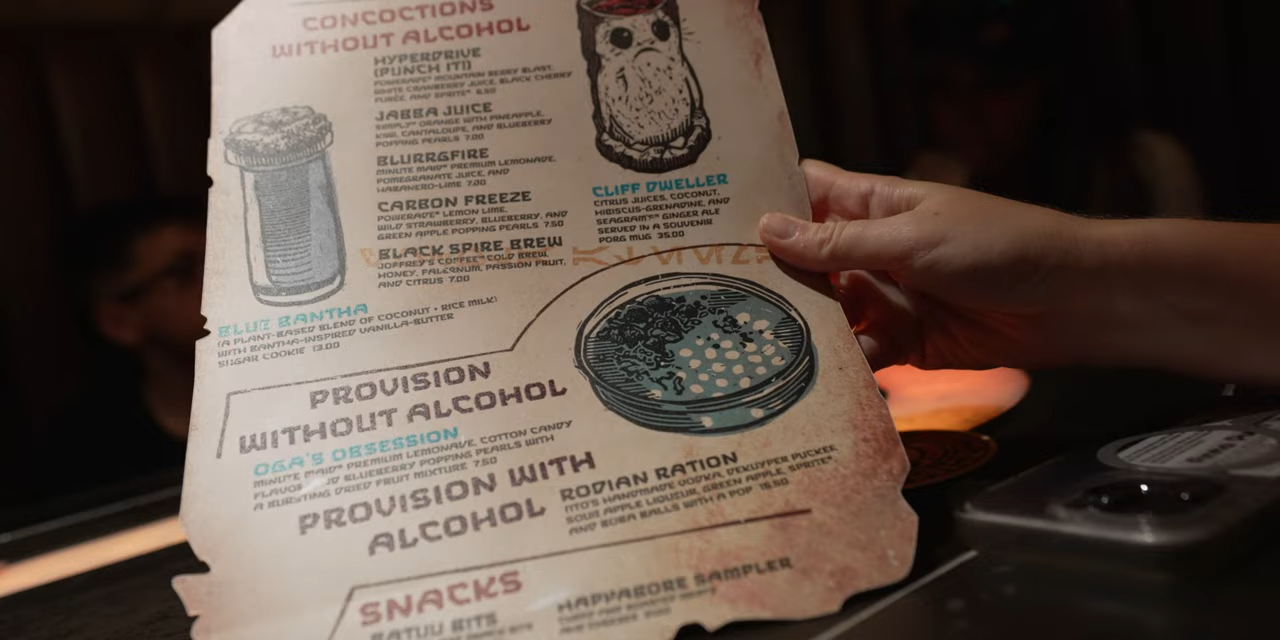 CONCOCTIONS
WITHOUT ALCOHOL
HYPERDRIVE
(PUNCH IT!)
POWERADE® MOUNTAIN BERRY BLAST,
WHITE CRANBERRY JUICE, BLACK CHERRY
PURÉE, AND SPRITE® 6.50
JABBA JUICE
SIMPLY® ORANGE WITH PINEAPPLE,
KIWI, CANTALOUPE, AND BLUEBERRY
POPPING PEARLS 7.00
BLURRGFIRE
MINUTE MAID® PREMIUM LEMONADE,
POMEGRANATE JUICE, AND
HABANERO-LIME 7.00
CARBON FREEZE
POWERADE® LEMON LIME,
WILD STRAWBERRY, BLUEBERRY, AND
GREEN APPLE POPPING PEARLS 7.50
BLACK SPIRE BREW
JOFFREY'S COFFEE® COLD BREW,
HONEY, FALERNUM, PASSION FRUIT,
AND CITRUS 7.00
BLUE BANTHA
(A PLANT-BASED BLEND OF COCONUT + RICE MILK)
WITH BANTHA-INSPIRED VANILLA-BUTTER
SUGAR COOKIE 13.00
CLIFF DWELLER
CITRUS JUICES, COCONUT,
HIBISCUS-GRENADINE, AND
SEAGRAM'S® GINGER ALE
SERVED IN A SOUVENIR
PORG MUG 35.00
PROVISION
WITHOUT ALCOHOL
OGA'S OBSESSION
MINUTE MAID® PREMIUM LEMONADE, COTTON CANDY
FLAVOR BLUEBERRY POPPING PEARLS WITH
A BURSTING DRIED FRUIT MIXTURE 7.50
PROVISION WITH
ALCOHOL
RODIAN RATION
TITO'S HANDMADE VODKA, DEKUYPER PUCKER
SOUR APPLE LIQUEUR, GREEN APPLE, SPRITE®
AND BOBA BALLS WITH A POP
SNACKS
BATUU BITS
HAPPABORE SAMPLER